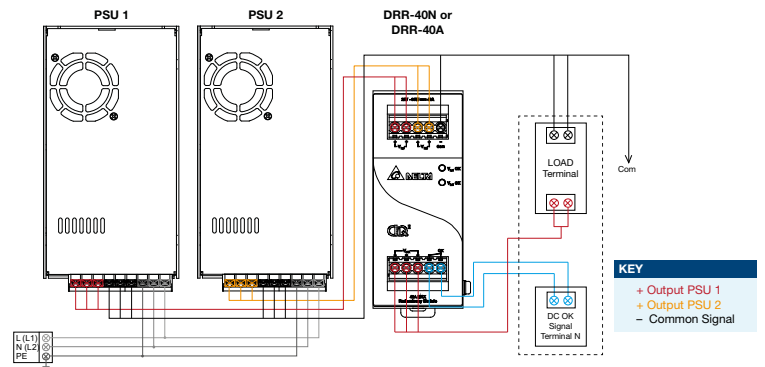 PSU 1
PSU 2
DRR-40N or
DRR-40A
DELTA
LOAD
Terminal
Com
KEY
+ Output PSU 1
+ Output PSU 2
– Common Signal
DC OK
Signal
Terminal N
L (L1)
N (L2)
PE